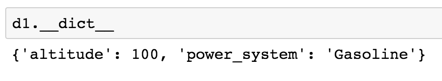 d1.__dict__
{'altitude': 100, 'power_system': 'Gasoline'}